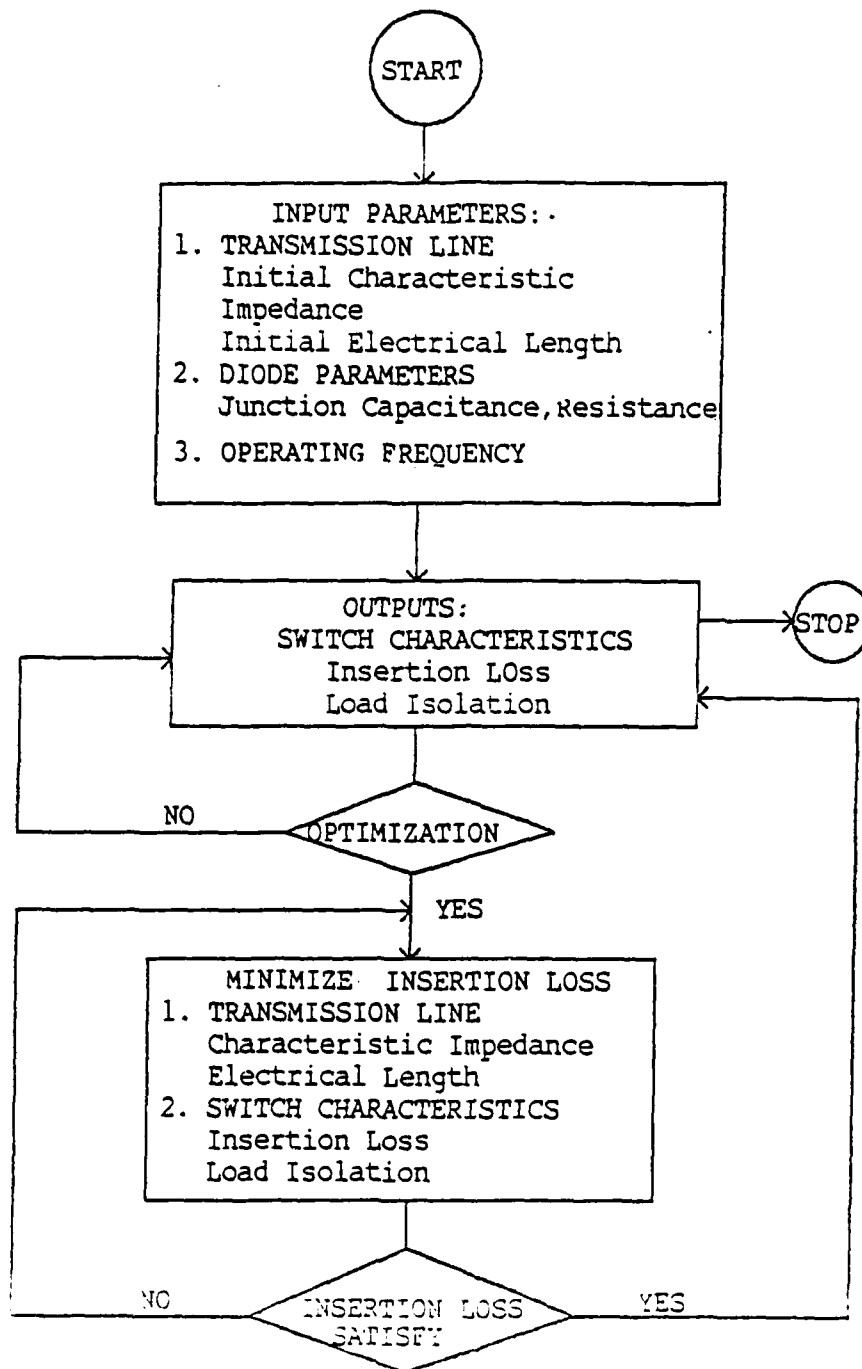 START
INPUT PARAMETERS:
1. TRANSMISSION LINE
Initial Characteristic
Impedance
Initial Electrical Length
2. DIODE PARAMETERS
Junction Capacitance, Resistance
3. OPERATING FREQUENCY
OUTPUTS:
SWITCH CHARACTERISTICS
Insertion LOss
Load Isolation
STOP
NO
OPTIMIZATION
YES
MINIMIZE INSERTION LOSS
1. TRANSMISSION LINE
Characteristic Impedance
Electrical Length
2. SWITCH CHARACTERISTICS
Insertion Loss
Load Isolation
NO
INSERTION LOSS
SATISFY
YES